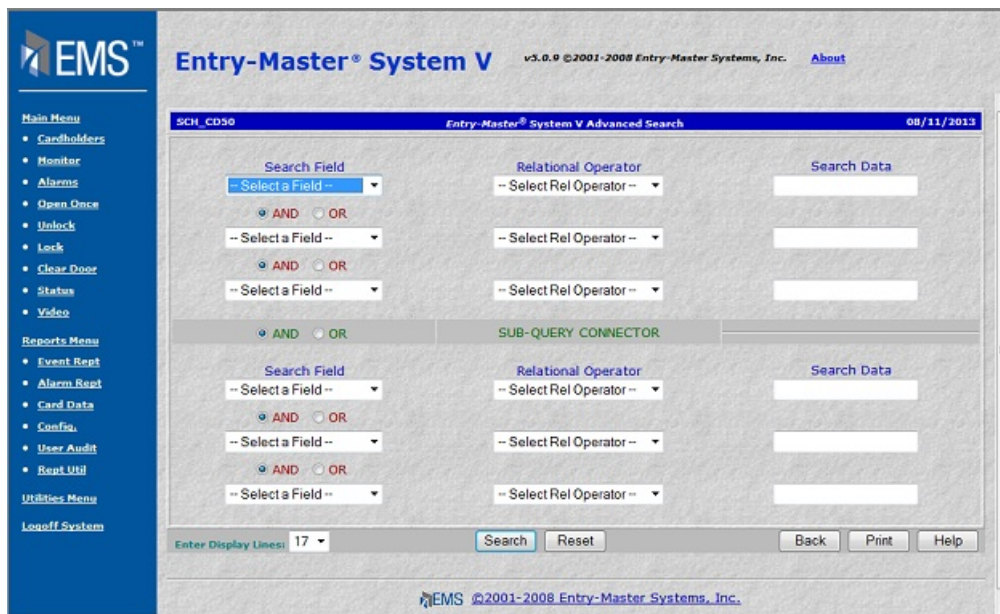 EMS™
Entry-Master® System V v5.0.9 ©2001-2008 Entry-Master Systems, Inc. About
Main Menu
Cardholders
Monitor
Alarms
Open Once
Unlock
Lock
Clear Door
Status
Video
Reports Menu
Event Rept
Alarm Rept
Card Data
Config.
User Audit
Rept Util
Utilities Menu
Logoff System
SCH_CD50 Entry-Master® System V Advanced Search 08/11/2013
Search Field Relational Operator Search Data
-- Select a Field -- -- Select Rel Operator --
AND OR
-- Select a Field -- -- Select Rel Operator --
AND OR
-- Select a Field -- -- Select Rel Operator --
AND OR SUB-QUERY CONNECTOR
Search Field Relational Operator Search Data
-- Select a Field -- -- Select Rel Operator --
AND OR
-- Select a Field -- -- Select Rel Operator --
AND OR
-- Select a Field -- -- Select Rel Operator --
Enter Display Lines: 17 Search Reset Back Print Help
EMS ©2001-2008 Entry-Master Systems, Inc.